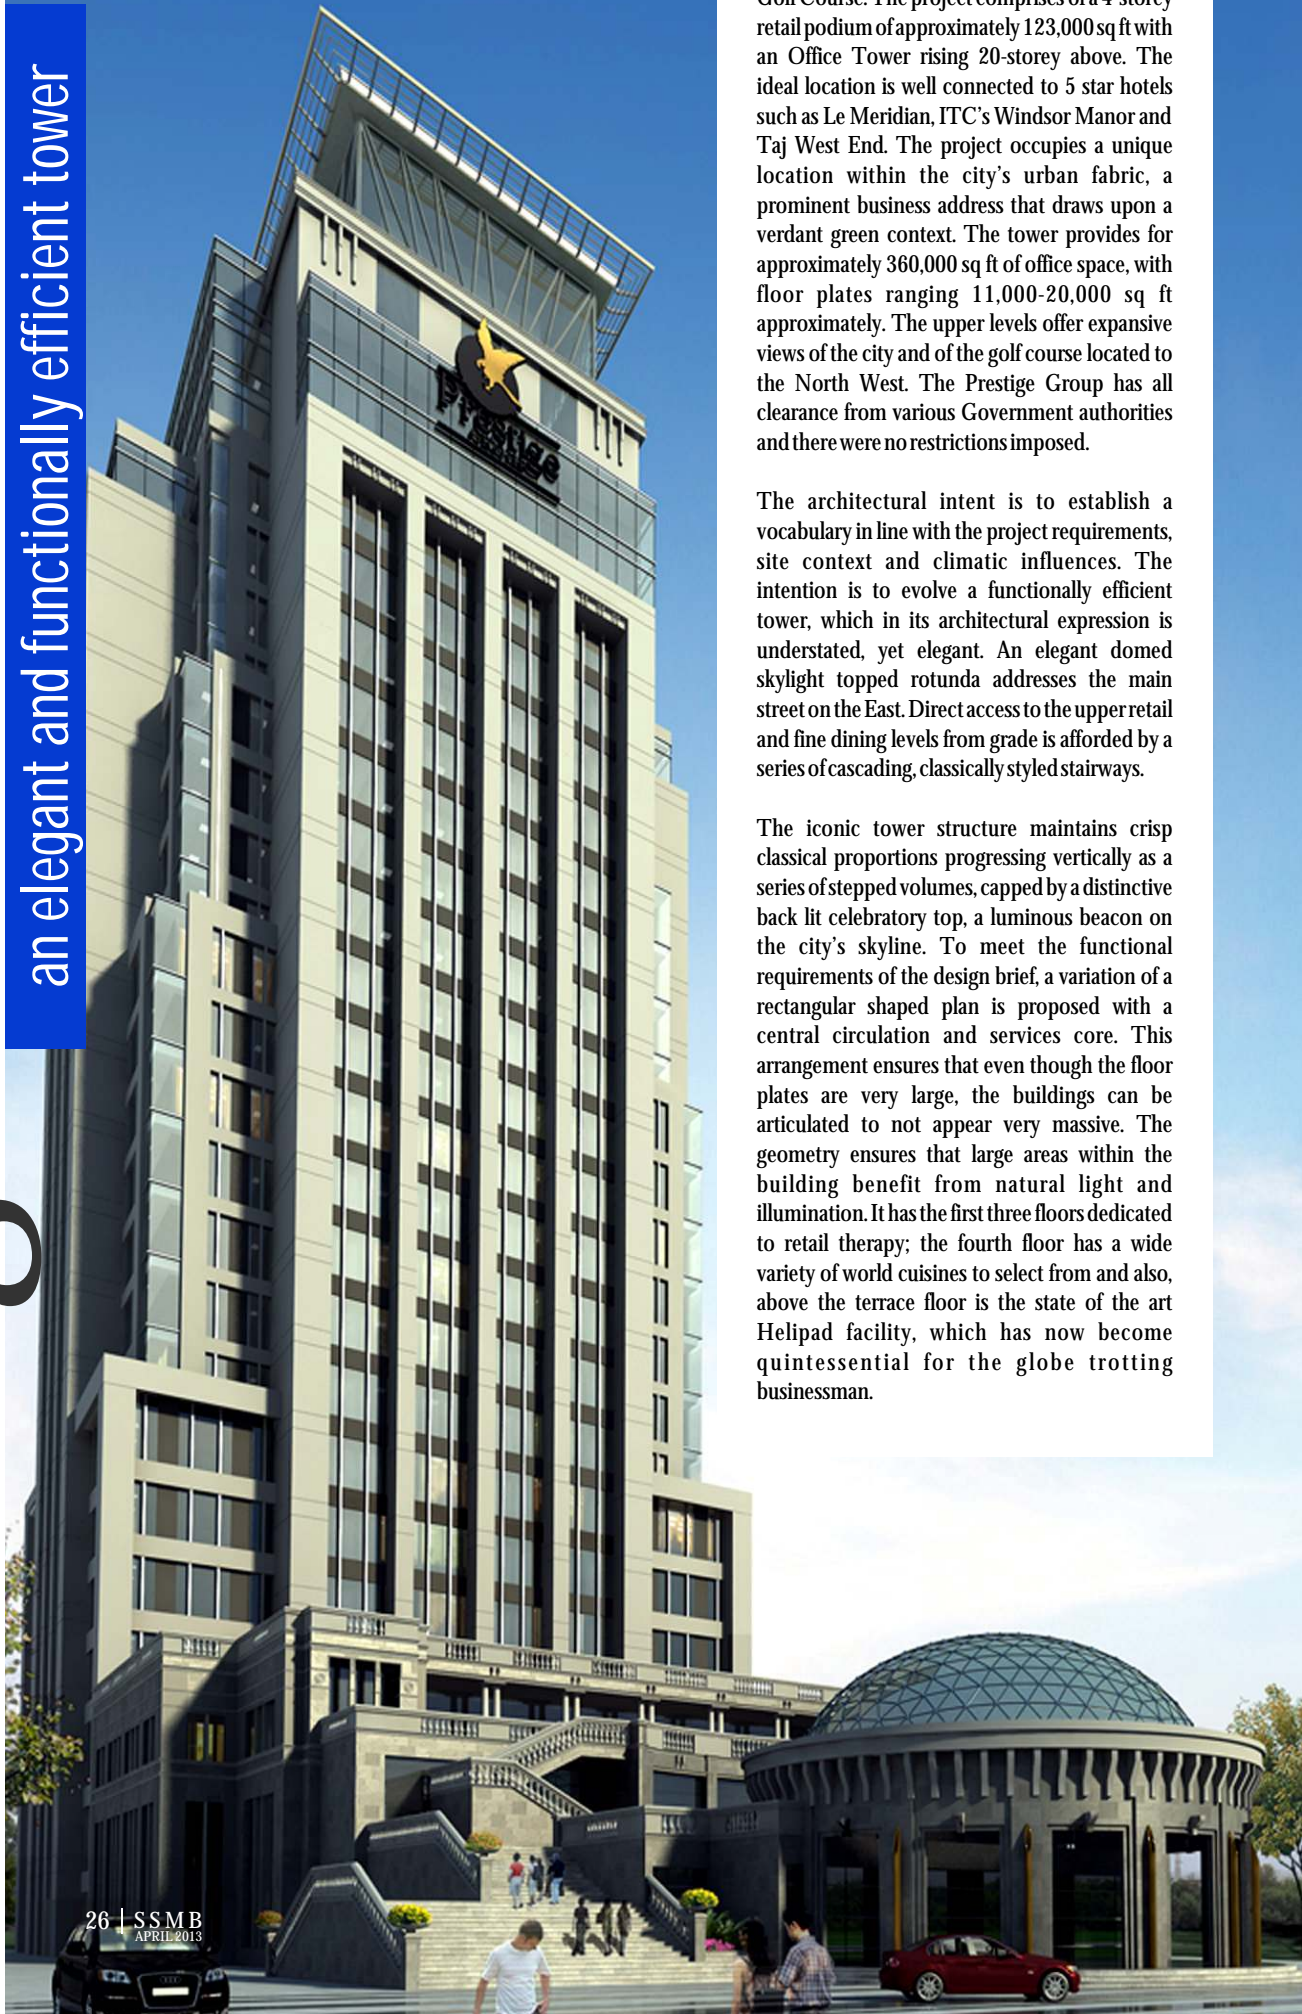 an elegant and functionally efficient tower
Golf Course. The project comprises of a 4-storey
retail podium of approximately 123,000 sq ft with
an Office Tower rising 20-storey above. The
ideal location is well connected to 5 star hotels
such as Le Meridian, ITC's Windsor Manor and
Taj West End. The project occupies a unique
location within the city's urban fabric, a
prominent business address that draws upon a
verdant green context. The tower provides for
approximately 360,000 sq ft of office space, with
floor plates ranging 11,000-20,000 sq ft
approximately. The upper levels offer expansive
views of the city and of the golf course located to
the North West. The Prestige Group has all
clearance from various Government authorities
and there were no restrictions imposed.
The architectural intent is to establish a
vocabulary in line with the project requirements,
site context and climatic influences. The
intention is to evolve a functionally efficient
tower, which in its architectural expression is
understated, yet elegant. An elegant domed
skylight topped rotunda addresses the main
street on the East. Direct access to the upper retail
and fine dining levels from grade is afforded by a
series of cascading, classically styled stairways.
The iconic tower structure maintains crisp
classical proportions progressing vertically as a
series of stepped volumes, capped by a distinctive
back lit celebratory top, a luminous beacon on
the city's skyline. To meet the functional
requirements of the design brief, a variation of a
rectangular shaped plan is proposed with a
central circulation and services core. This
arrangement ensures that even though the floor
plates are very large, the buildings can be
articulated to not appear very massive. The
geometry ensures that large areas within the
building benefit from natural light and
illumination. It has the first three floors dedicated
to retail therapy; the fourth floor has a wide
variety of world cuisines to select from and also,
above the terrace floor is the state of the art
Helipad facility, which has now become
quintessential for the globe trotting
businessman.
Prestige
26 | SSMB
APRIL 2013